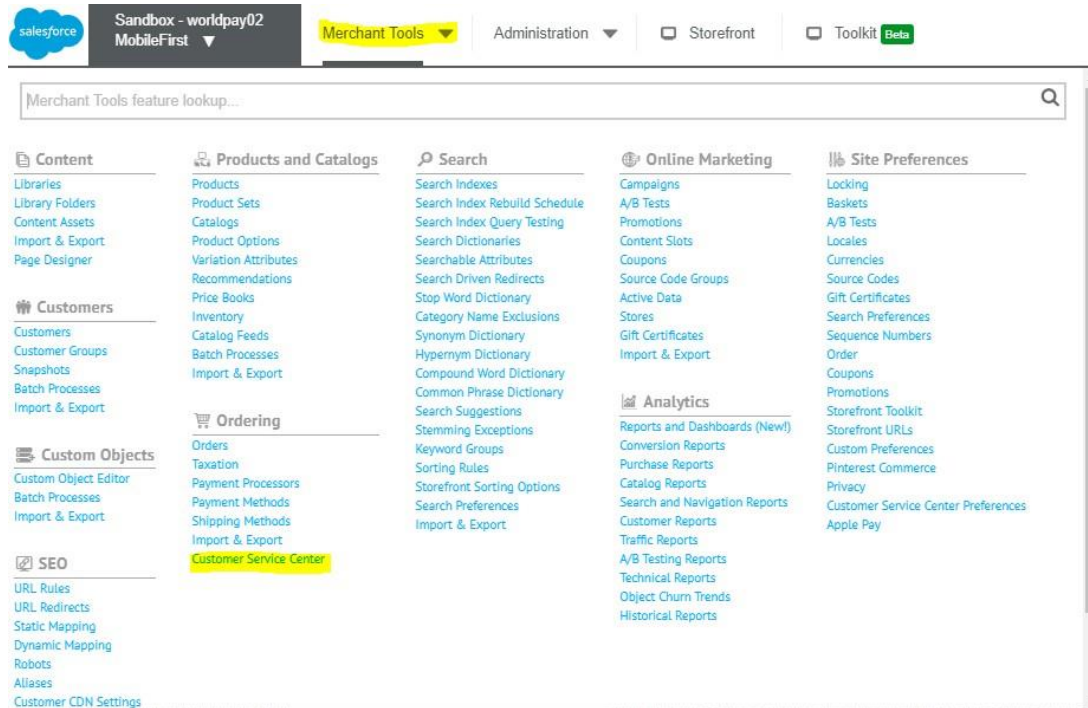 salesforce
Sandbox - worldpay02
MobileFirst
Merchant Tools
Administration
Storefront
Toolkit Beta
Merchant Tools feature lookup...
Content
Libraries
Library Folders
Content Assets
Import & Export
Page Designer
Customers
Customers
Customer Groups
Snapshots
Batch Processes
Import & Export
Custom Objects
Custom Object Editor
Batch Processes
Import & Export
SEO
URL Rules
URL Redirects
Static Mapping
Dynamic Mapping
Robots
Aliases
Customer CDN Settings
Products and Catalogs
Products
Product Sets
Catalogs
Product Options
Variation Attributes
Recommendations
Price Books
Inventory
Catalog Feeds
Batch Processes
Import & Export
Ordering
Orders
Taxation
Payment Processors
Payment Methods
Shipping Methods
Import & Export
Customer Service Center
Search
Search Indexes
Search Index Rebuild Schedule
Search Index Query Testing
Search Dictionaries
Searchable Attributes
Search Driven Redirects
Stop Word Dictionary
Category Name Exclusions
Synonym Dictionary
Hypernym Dictionary
Compound Word Dictionary
Common Phrase Dictionary
Search Suggestions
Stemming Exceptions
Keyword Groups
Sorting Rules
Storefront Sorting Options
Search Preferences
Import & Export
Online Marketing
Campaigns
A/B Tests
Promotions
Content Slots
Coupons
Source Code Groups
Active Data
Stores
Gift Certificates
Import & Export
Analytics
Reports and Dashboards (New!)
Conversion Reports
Purchase Reports
Catalog Reports
Search and Navigation Reports
Customer Reports
Traffic Reports
A/B Testing Reports
Technical Reports
Object Churn Trends
Historical Reports
Site Preferences
Locking
Baskets
A/B Tests
Locales
Currencies
Source Codes
Gift Certificates
Search Preferences
Sequence Numbers
Order
Coupons
Promotions
Storefront Toolkit
Storefront URLs
Custom Preferences
Pinterest Commerce
Privacy
Customer Service Center Preferences
Apple Pay